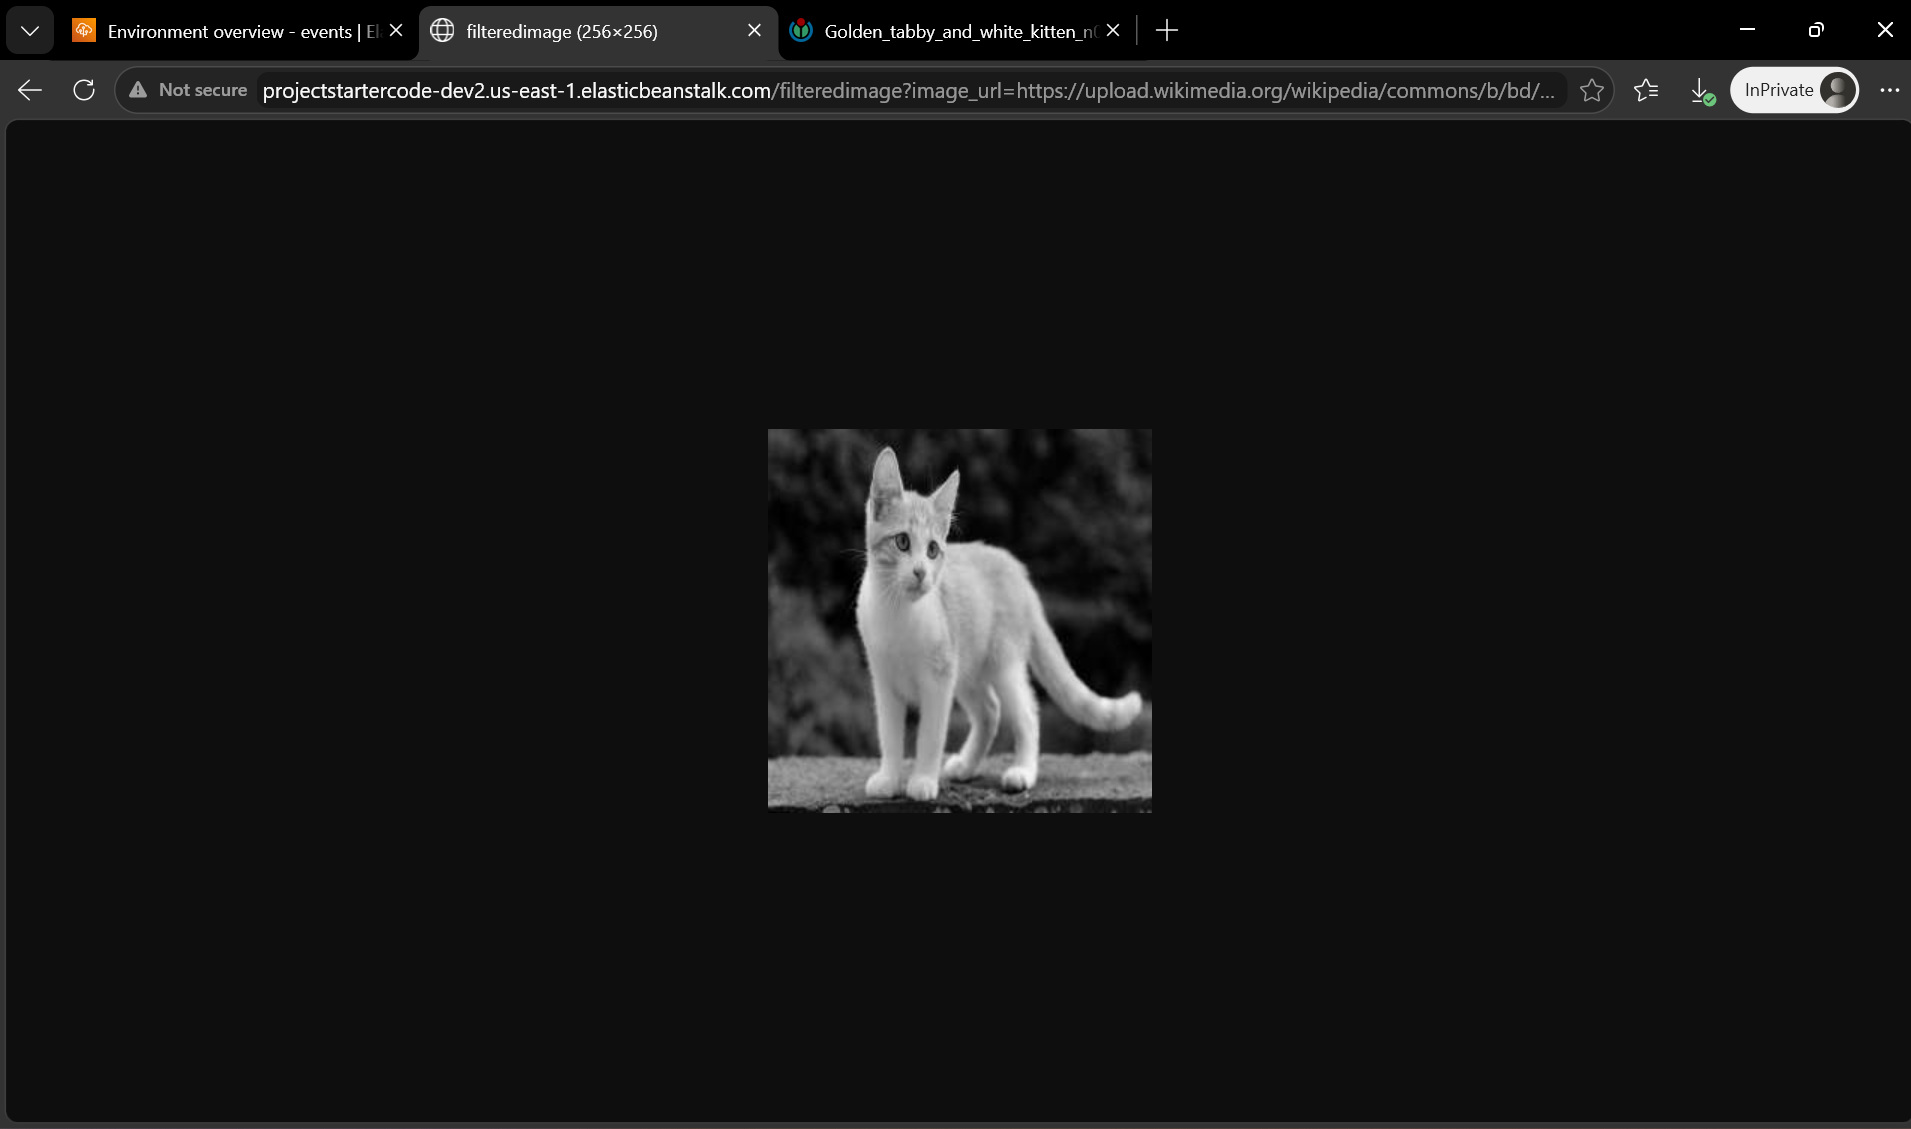 Environment overview - events | El
filteredimage (256×256)
Golden_tabby_and_white_kitten_n
Not secure
projectstartercode-dev2.us-east-1.elasticbeanstalk.com/filteredimage?image_url=https://upload.wikimedia.org/wikipedia/commons/b/bd/...
InPrivate